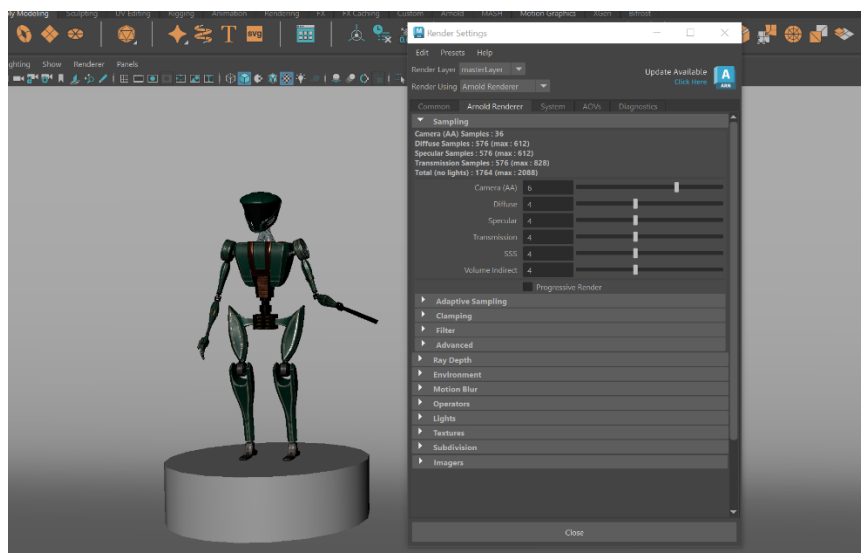 Modeling Sculpting UV Editing Rigging Animation Rendering FX FX Caching Custom Arnold MASH Motion Graphics XGen Bifrost
svg
Show Renderer Panels
Render Settings
Edit Presets Help
Render Layer masterLayer
Update Available
Click Here
Render Using Arnold Renderer
Common Arnold Renderer System AOVs Diagnostics
Sampling
Camera (AA) Samples : 36
Diffuse Samples : 576 (max : 612)
Specular Samples : 576 (max : 612)
Transmission Samples : 576 (max : 828)
Total (no lights) : 1764 (max : 2088)
Camera (AA) 6
Diffuse 4
Specular 4
Transmission 4
SSS 4
Volume Indirect 4
Progressive Render
Adaptive Sampling
Clamping
Filter
Advanced
Ray Depth
Environment
Motion Blur
Operators
Lights
Textures
Subdivision
Imagers
Close